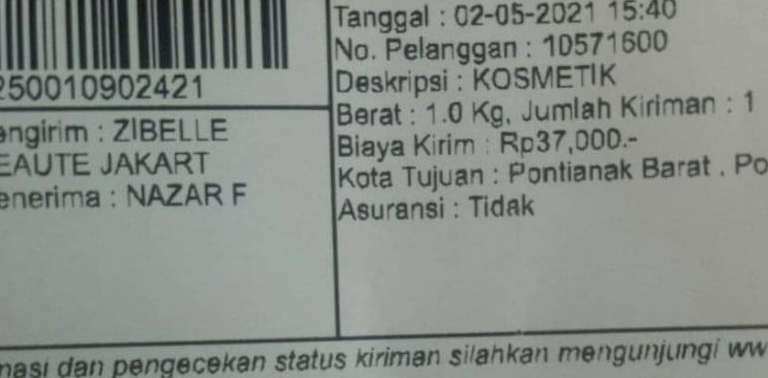 250010902421
engirim : ZIBELLE
EAUTE JAKART
enerima : NAZAR F
Tanggal : 02-05-2021 15:40
No. Pelanggan : 10571600
Deskripsi : KOSMETIK
Berat : 1.0 Kg, Jumlah Kiriman : 1
Biaya Kirim : Rp37,000.-
Kota Tujuan : Pontianak Barat , Po
Asuransi : Tidak
masi dan pengecekan status kiriman silahkan mengunjungi ww